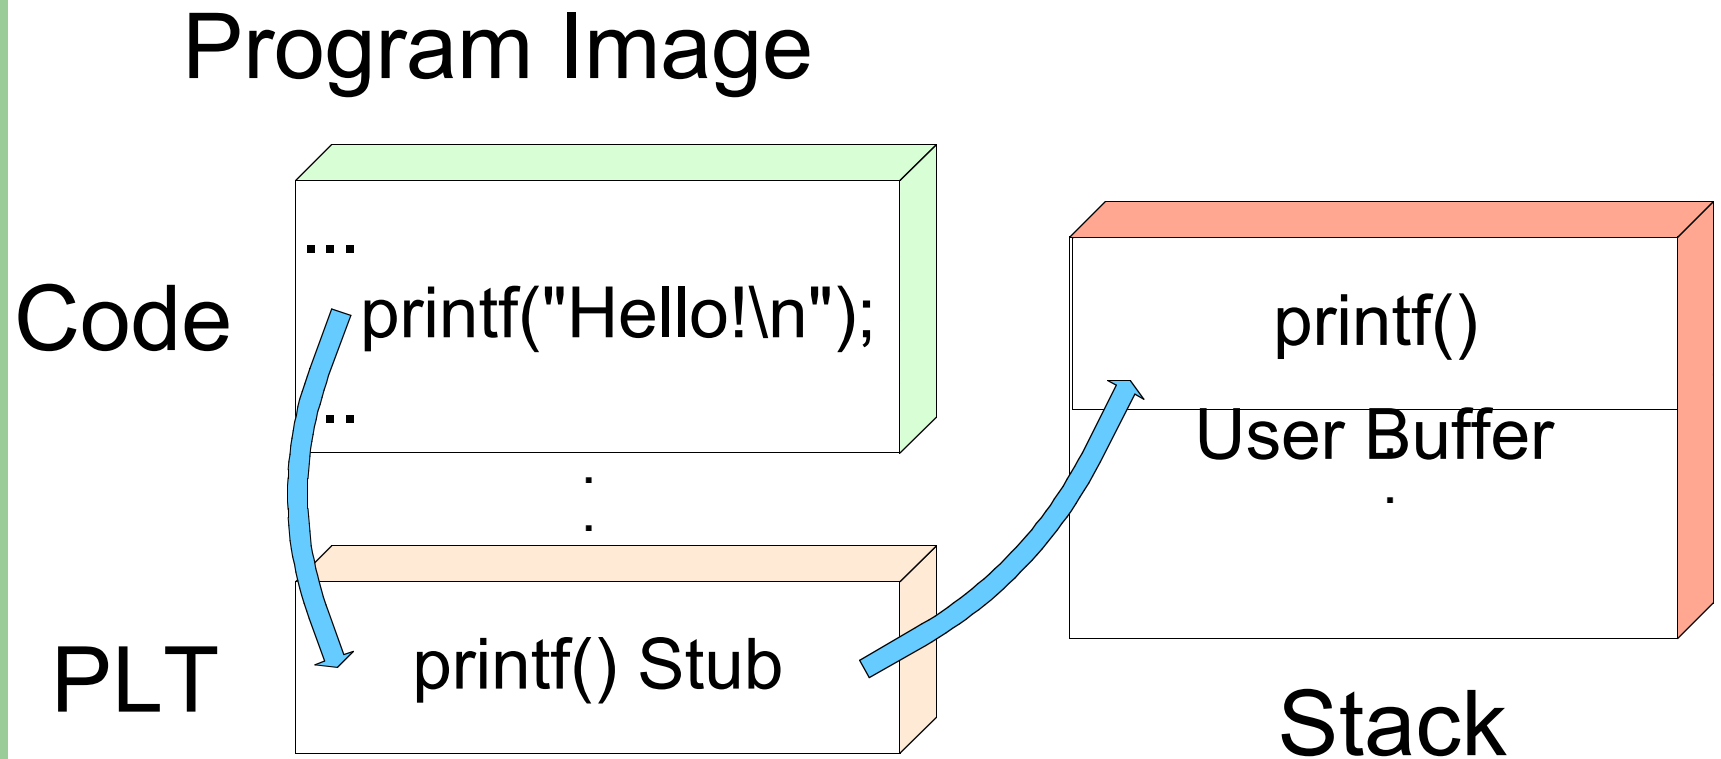 Program Image
Code
...
printf("Hello!\n");
..
.
.
PLT
printf() Stub
printf()
User Buffer
.
.
Stack